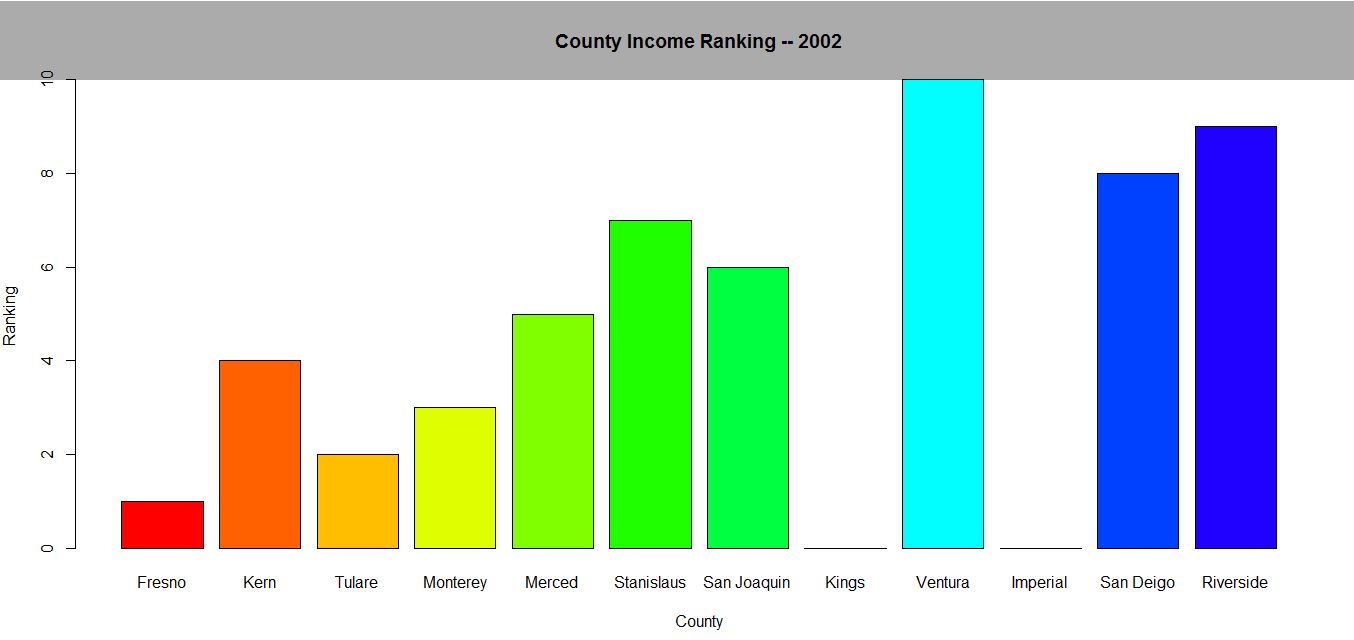 County Income Ranking -- 2002
10
8
6
4
2
0
Ranking
Fresno Kern Tulare Monterey Merced Stanislaus San Joaquin Kings Ventura Imperial San Deigo Riverside
County